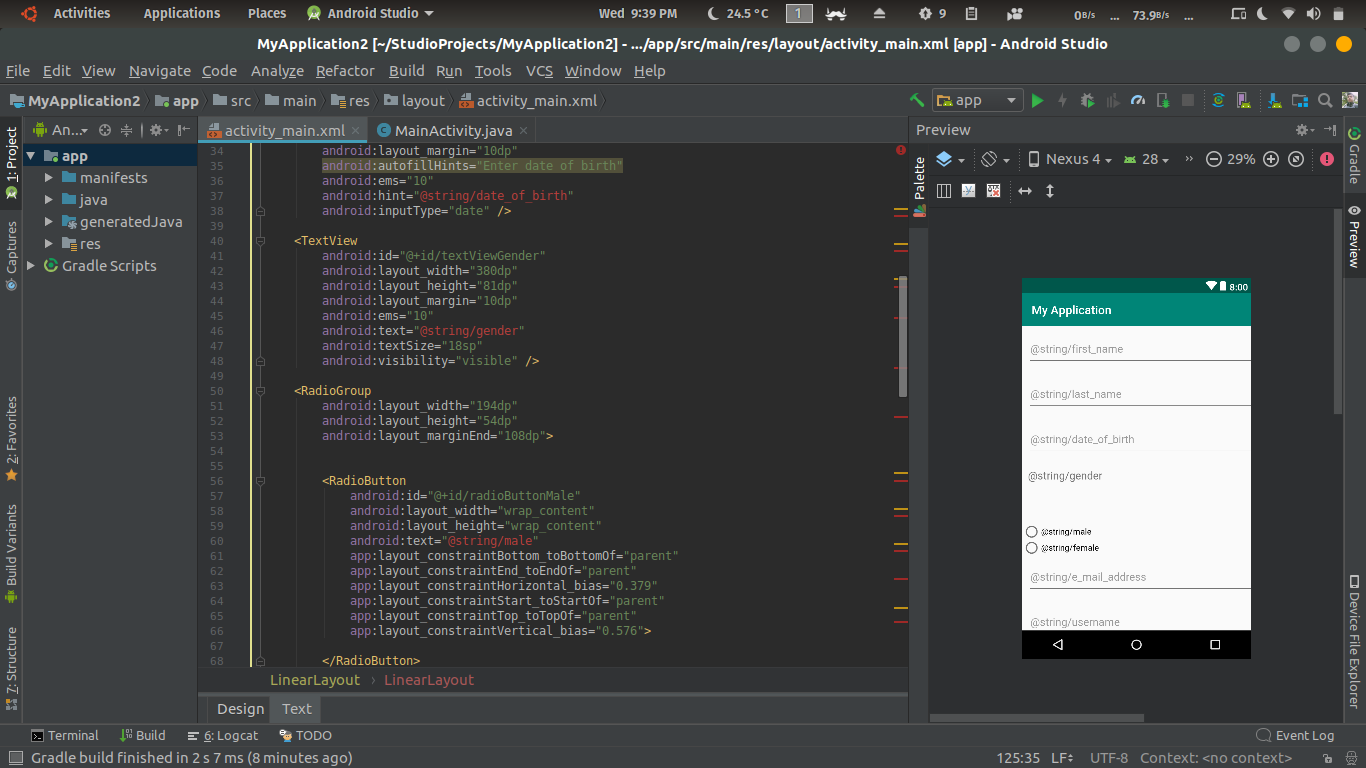 Activities Applications Places Android Studio Wed 9:39 PM 24.5 °C 1 9 0B/s ... 73.9B/s ...
MyApplication2 [~/StudioProjects/MyApplication2] - .../app/src/main/res/layout/activity_main.xml [app] - Android Studio
File Edit View Navigate Code Analyze Refactor Build Run Tools VCS Window Help
MyApplication2 app src main res layout activity_main.xml app
An... activity_main.xml MainActivity.java Preview
1: Project
Captures
2: Favorites
Build Variants
7: Structure
app
manifests
java
generatedJava
res
Gradle Scripts
34 android:layout_margin="10dp"
35 android:autofillHints="Enter date of birth"
36 android:ems="10"
37 android:hint="@string/date_of_birth"
38 android:inputType="date" />
39
40 <TextView
41 android:id="@+id/textViewGender"
42 android:layout_width="380dp"
43 android:layout_height="81dp"
44 android:layout_margin="10dp"
45 android:ems="10"
46 android:text="@string/gender"
47 android:textSize="18sp"
48 android:visibility="visible" />
49
50 <RadioGroup
51 android:layout_width="194dp"
52 android:layout_height="54dp"
53 android:layout_marginEnd="108dp">
54
55
56 <RadioButton
57 android:id="@+id/radioButtonMale"
58 android:layout_width="wrap_content"
59 android:layout_height="wrap_content"
60 android:text="@string/male"
61 app:layout_constraintBottom_toBottomOf="parent"
62 app:layout_constraintEnd_toEndOf="parent"
63 app:layout_constraintHorizontal_bias="0.379"
64 app:layout_constraintStart_toStartOf="parent"
65 app:layout_constraintTop_toTopOf="parent"
66 app:layout_constraintVertical_bias="0.576">
67
68 </RadioButton>
LinearLayout › LinearLayout
Design Text
Palette
Nexus 4 28 » 29%
8:00
My Application
@string/first_name
@string/last_name
@string/date_of_birth
@string/gender
@string/male
@string/female
@string/e_mail_address
@string/username
Gradle
Preview
Device File Explorer
Terminal Build 6: Logcat TODO Event Log
Gradle build finished in 2 s 7 ms (8 minutes ago) 125:35 LF UTF-8 Context: <no context>